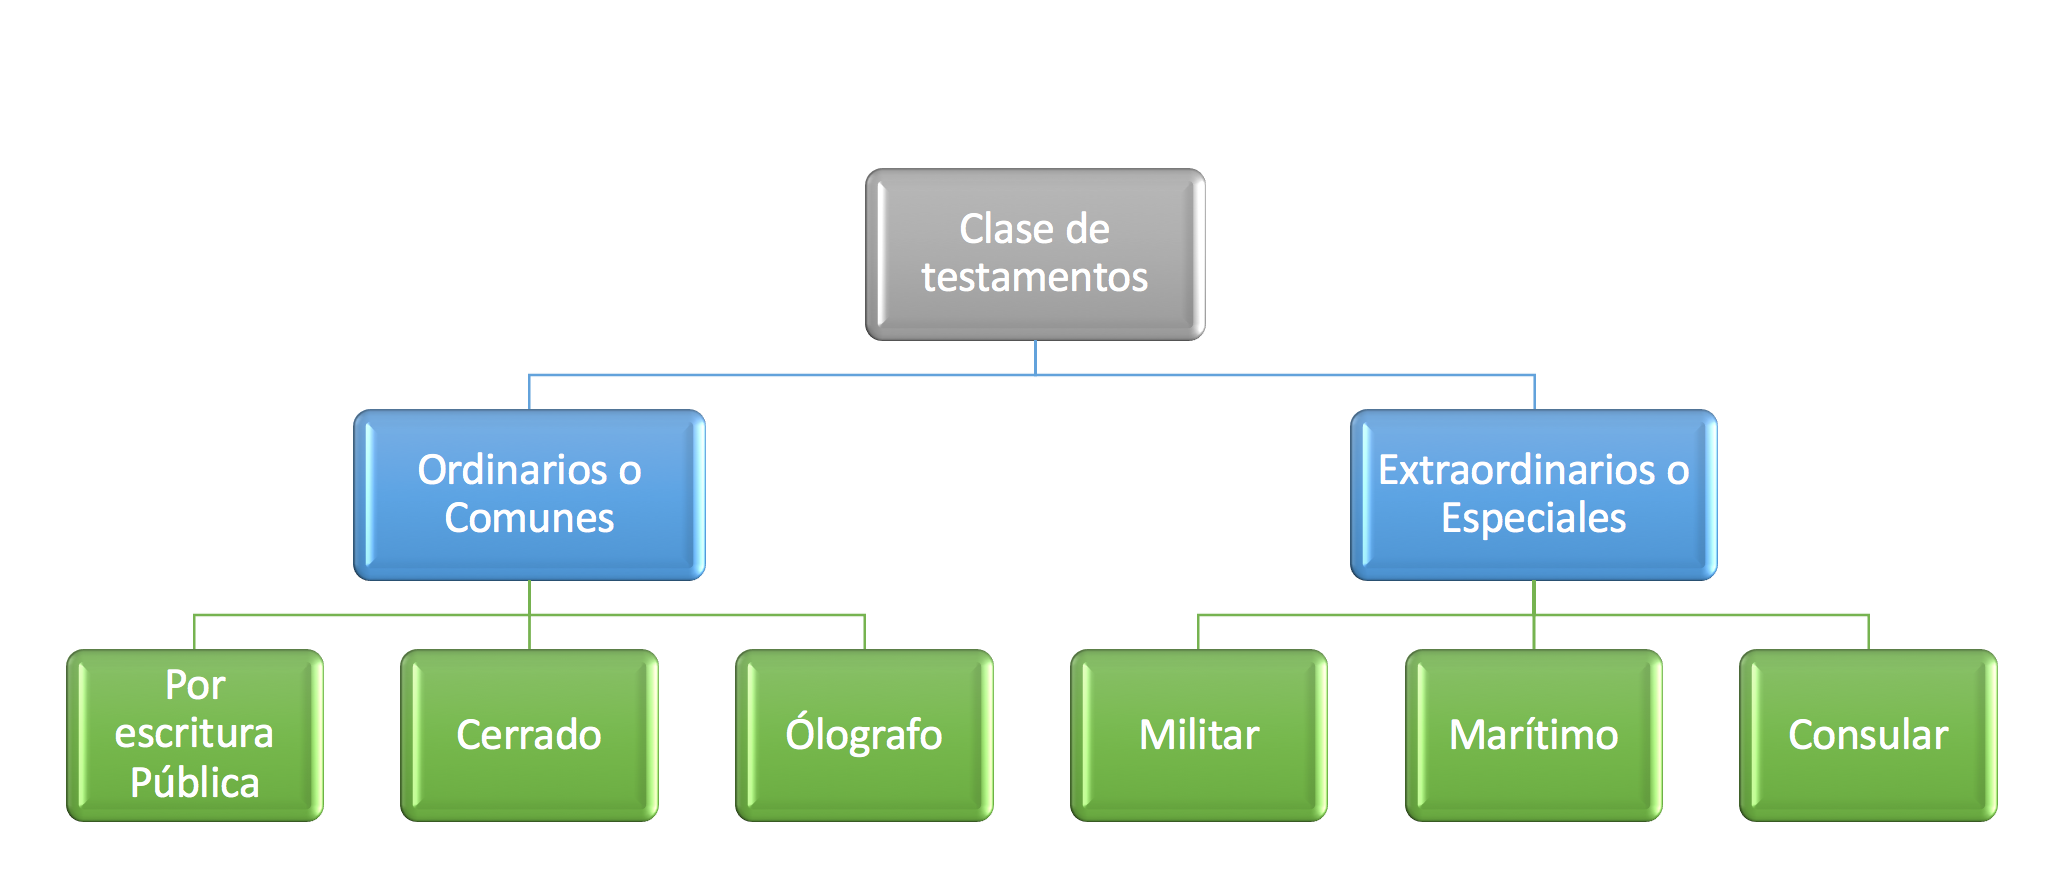 Clase de
testamentos
Ordinarios o
Comunes
Extraordinarios o
Especiales
Por
escritura
Pública
Cerrado
Ólografo
Militar
Marítimo
Consular